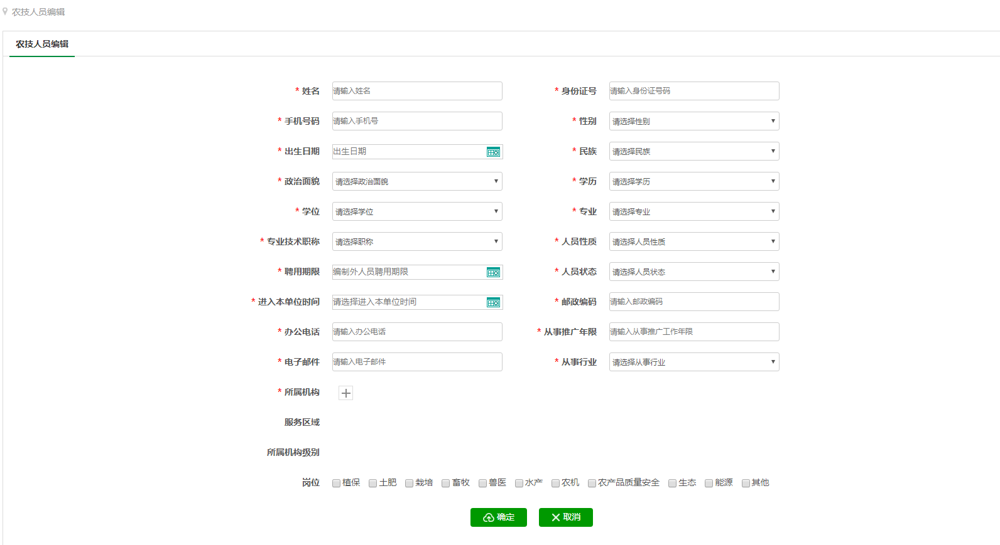 农技人员编辑
农技人员编辑
* 姓名 请输入姓名 * 身份证号 请输入身份证号码
* 手机号码 请输入手机号 * 性别 请选择性别
* 出生日期 出生日期 * 民族 请选择民族
* 政治面貌 请选择政治面貌 * 学历 请选择学历
* 学位 请选择学位 * 专业 请选择专业
* 专业技术职称 请选择职称 * 人员性质 请选择人员性质
* 聘用期限 编制外人员聘用期限 * 人员状态 请选择人员状态
* 进入本单位时间 请选择进入本单位时间 * 邮政编码 请输入邮政编码
* 办公电话 请输入办公电话 * 从事推广年限 请输入从事推广工作年限
* 电子邮件 请输入电子邮件 * 从事行业 请选择从事行业
* 所属机构
服务区域
所属机构级别
岗位 植保 土肥 栽培 畜牧 兽医 水产 农机 农产品质量安全 生态 能源 其他
确定 取消